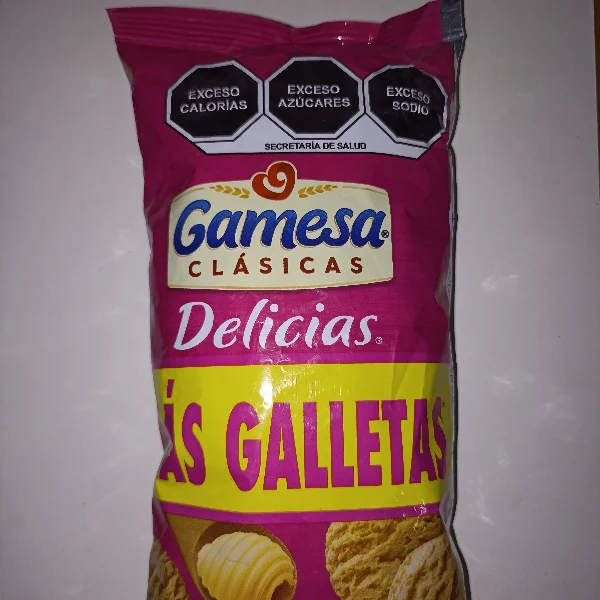 EXCESO CALORÍAS
EXCESO AZÚCARES
EXCESO SODIO
SECRETARÍA DE SALUD
Gamesa®
CLÁSICAS
Delicias®
ÁS GALLETAS